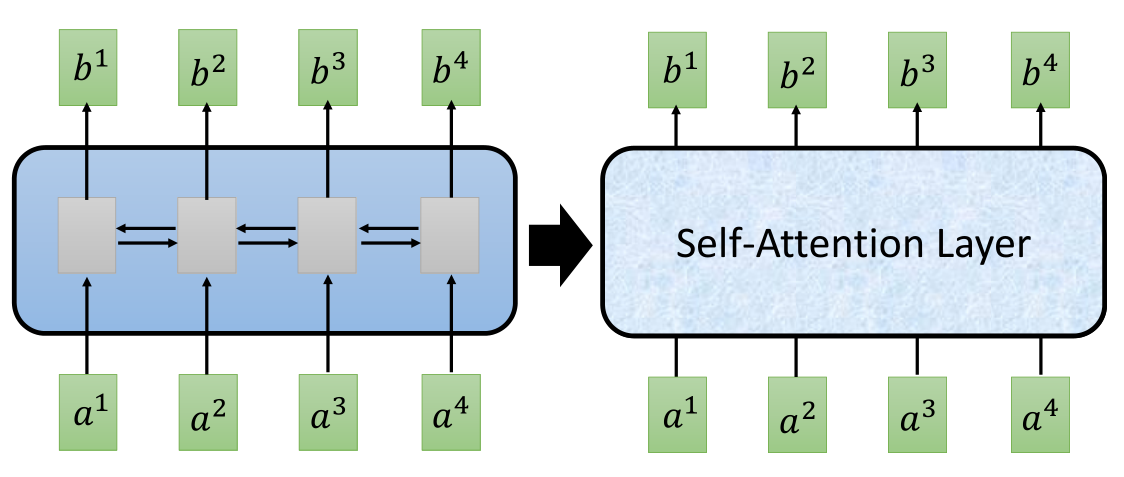 b¹ b² b³ b⁴
a¹ a² a³ a⁴
b¹ b² b³ b⁴
Self-Attention Layer
a¹ a² a³ a⁴